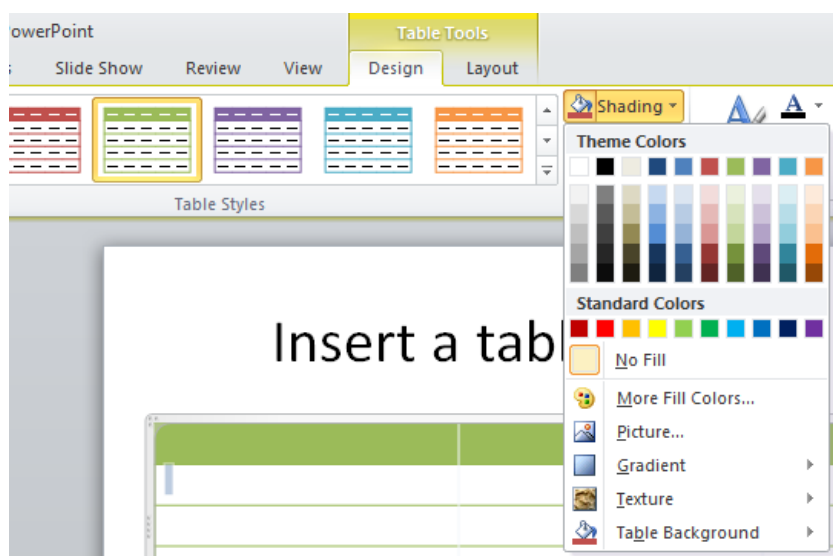 owerPoint
Table Tools
Slide Show Review View Design Layout
Shading
A A
Theme Colors
Table Styles
Standard Colors
Insert a tab
No Fill
More Fill Colors...
Picture...
Gradient
Texture
Table Background